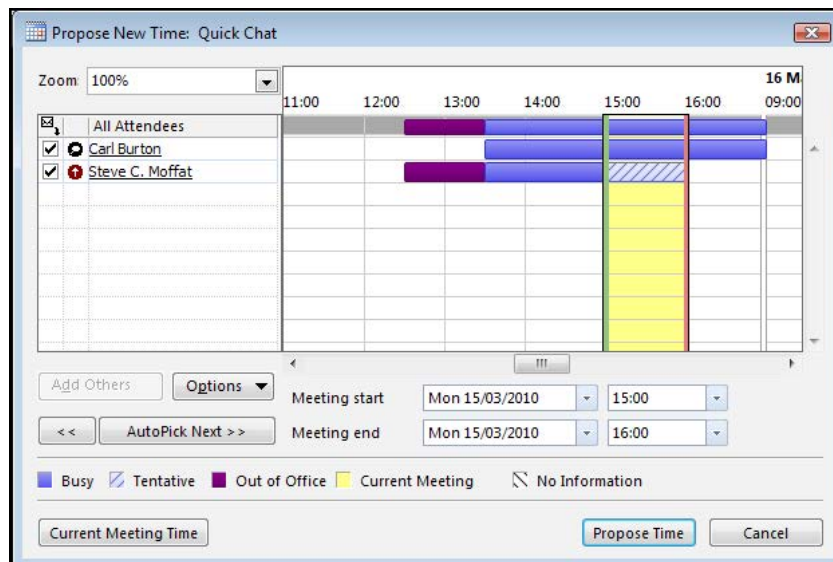 Propose New Time: Quick Chat
Zoom: 100%
16 M
11:00 12:00 13:00 14:00 15:00 16:00 09:00
All Attendees
Carl Burton
Steve C. Moffat
Add Others Options
Meeting start Mon 15/03/2010 15:00
<< AutoPick Next >> Meeting end Mon 15/03/2010 16:00
Busy Tentative Out of Office Current Meeting No Information
Current Meeting Time Propose Time Cancel